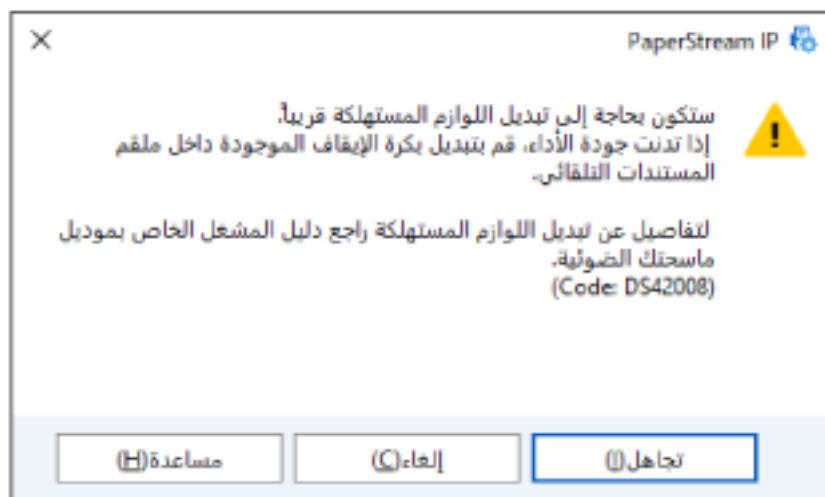 PaperStream IP
ستكون بحاجة إلى تبديل اللوازم المستهلكة قريباً.
إذا تدنت جودة الأداء، قم بتبديل بكرة الإيقاف الموجودة داخل ملقم
المستندات التلقائي.
لتفاصيل عن تبديل اللوازم المستهلكة راجع دليل المشغل الخاص بموديل
ماسحتك الضوئية.
(Code: DS42008)
تجاهل(I)
إلغاء(C)
مساعدة(H)